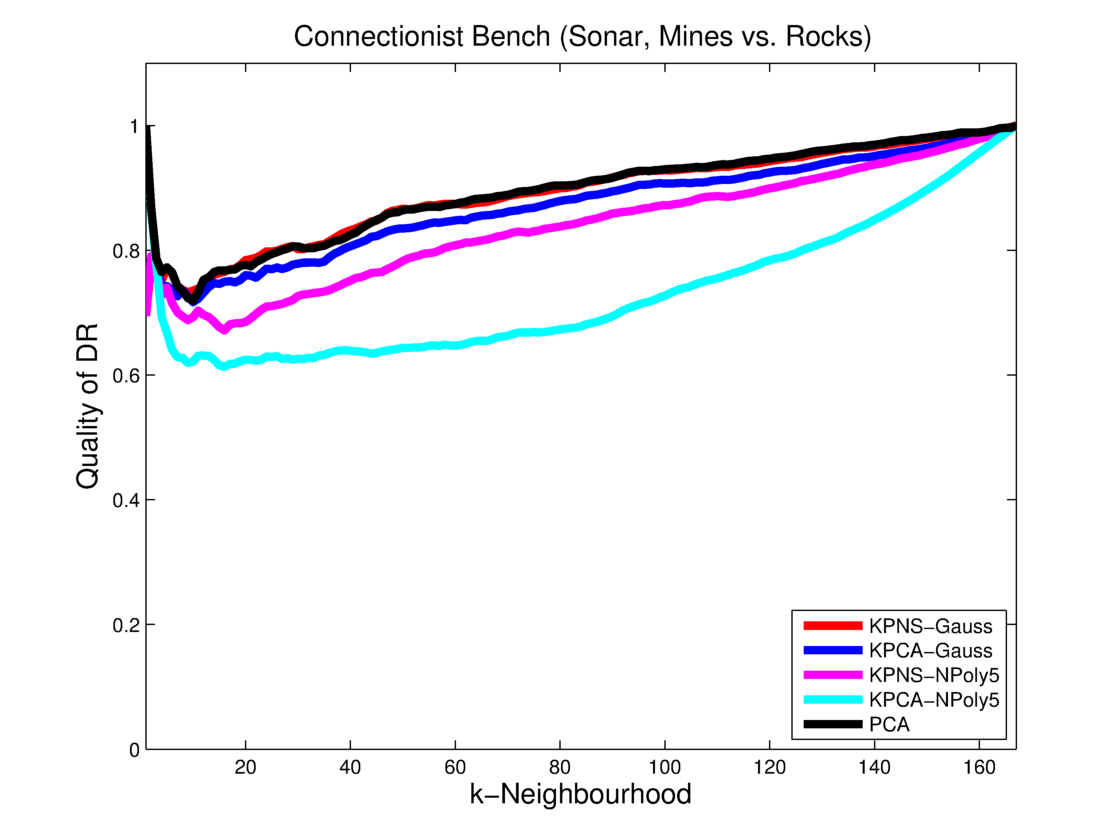 Connectionist Bench (Sonar, Mines vs. Rocks)
1
0.8
0.6
0.4
0.2
0
Quality of DR
20 40 60 80 100 120 140 160
k−Neighbourhood
KPNS−Gauss
KPCA−Gauss
KPNS−NPoly5
KPCA−NPoly5
PCA